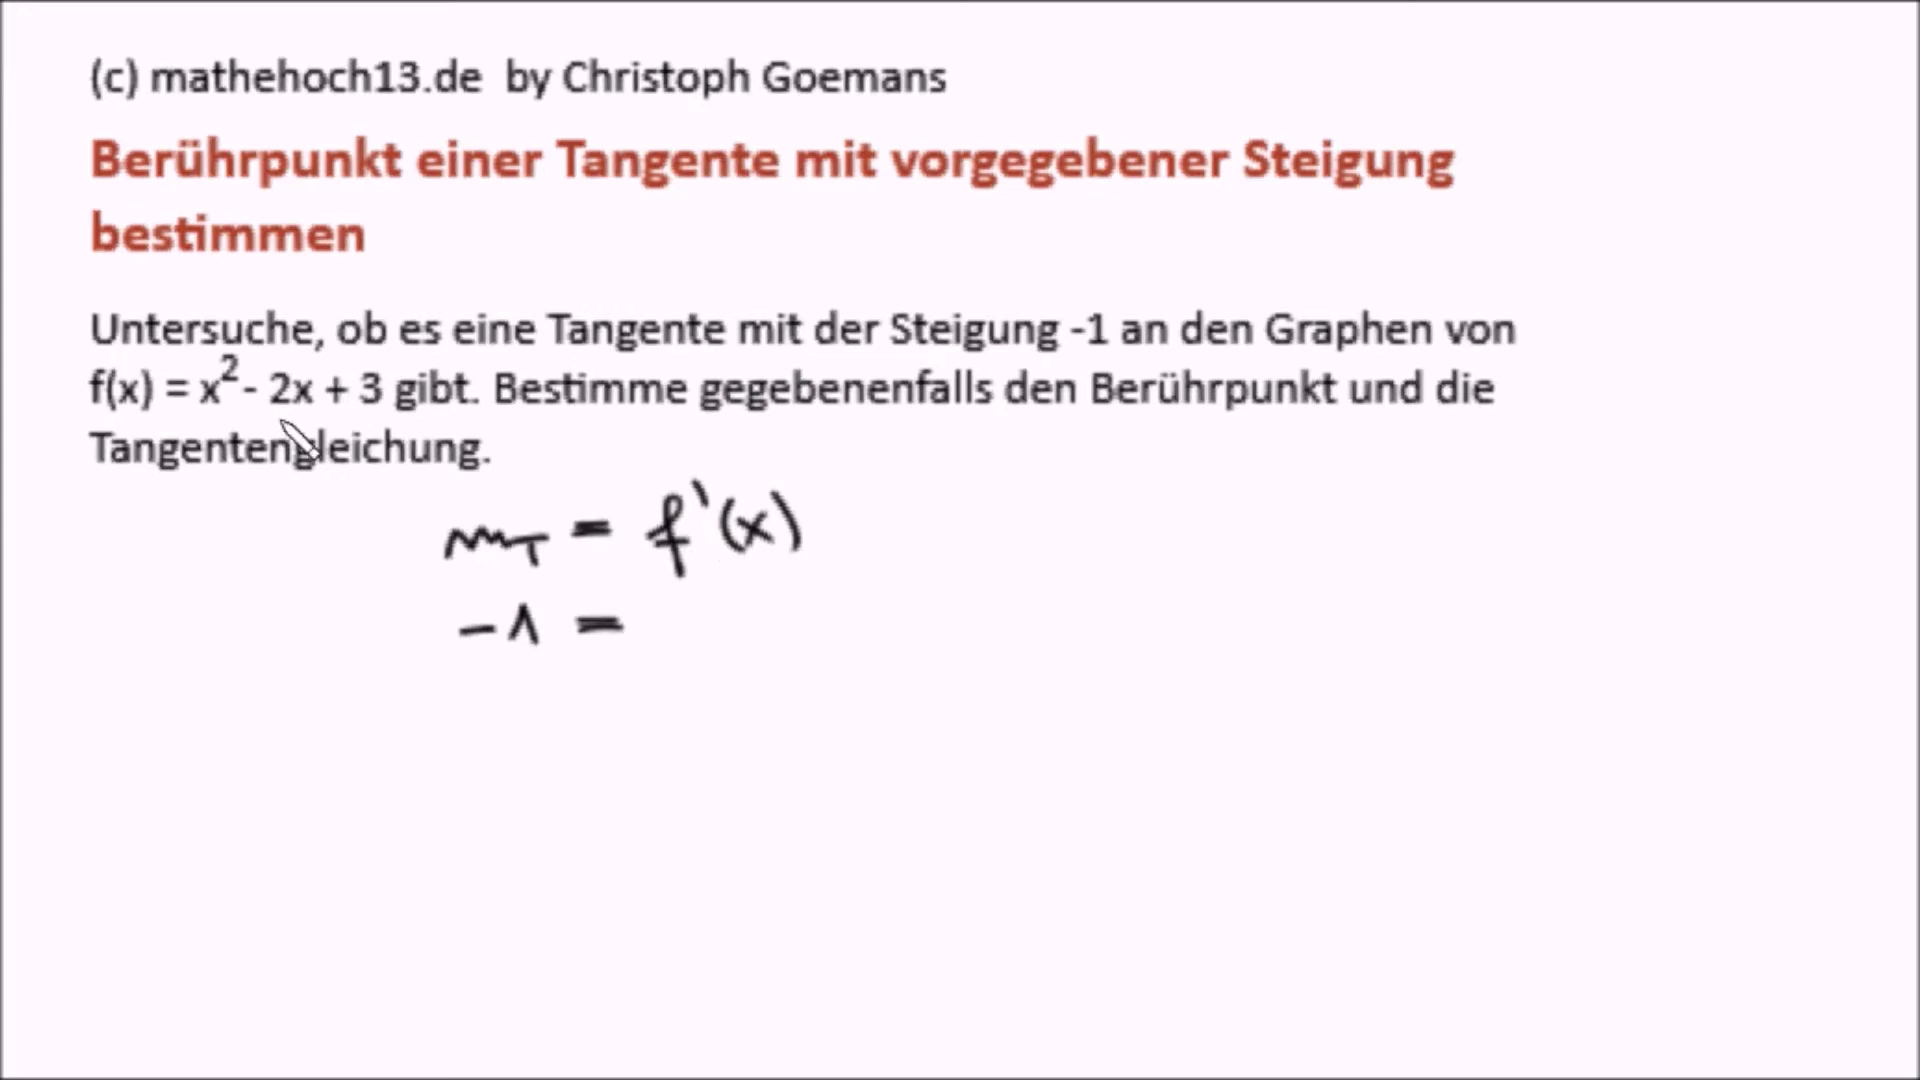 (c) mathehoch13.de by Christoph Goemans
Berührpunkt einer Tangente mit vorgegebener Steigung
bestimmen
Untersuche, ob es eine Tangente mit der Steigung -1 an den Graphen von
f(x) = x² - 2x + 3 gibt. Bestimme gegebenenfalls den Berührpunkt und die
Tangentengleichung.
m_T = f'(x)
-1 =